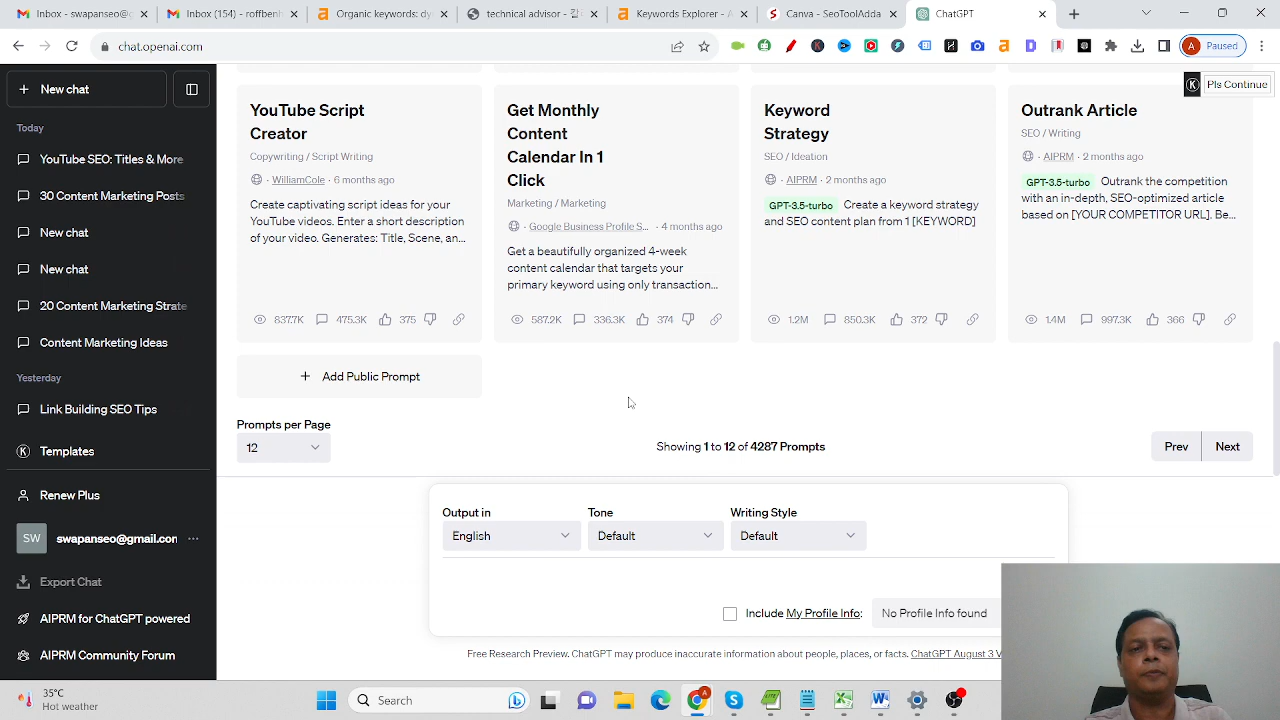 Inbox - swapanseo@g
Inbox (154) - roffbenh
Organic keywords: dy
technical advisor -
Keywords Explorer - A
Canva - SeoToolAdda
ChatGPT
chat.openai.com
Paused
New chat
Today
YouTube SEO: Titles & More
30 Content Marketing Posts
New chat
New chat
20 Content Marketing Strate
Content Marketing Ideas
Yesterday
Link Building SEO Tips
Templates
Renew Plus
SW swapanseo@gmail.con
Export Chat
AIPRM for ChatGPT powered
AIPRM Community Forum
Pls Continue
YouTube Script
Creator
Copywriting / Script Writing
· WilliamCole · 6 months ago
Create captivating script ideas for your
YouTube videos. Enter a short description
of your video. Generates: Title, Scene, an...
837.7K 475.3K 375
Get Monthly
Content
Calendar In 1
Click
Marketing / Marketing
· Google Business Profile S... · 4 months ago
Get a beautifully organized 4-week
content calendar that targets your
primary keyword using only transaction...
587.2K 336.3K 374
Keyword
Strategy
SEO / Ideation
· AIPRM · 2 months ago
GPT-3.5-turbo Create a keyword strategy
and SEO content plan from 1 [KEYWORD]
1.2M 850.3K 372
Outrank Article
SEO / Writing
· AIPRM · 2 months ago
GPT-3.5-turbo Outrank the competition
with an in-depth, SEO-optimized article
based on [YOUR COMPETITOR URL]. Be...
1.4M 997.3K 366
+ Add Public Prompt
Prompts per Page
12
Showing 1 to 12 of 4287 Prompts
Prev Next
Output in Tone Writing Style
English Default Default
Include My Profile Info: No Profile Info found
Free Research Preview. ChatGPT may produce inaccurate information about people, places, or facts. ChatGPT August 3 V
35°C
Hot weather
Search